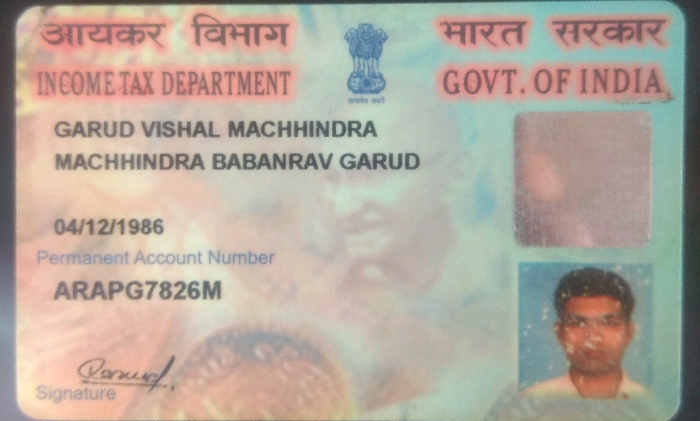 आयकर विभाग
INCOME TAX DEPARTMENT
सत्यमेव जयते
भारत सरकार
GOVT. OF INDIA
GARUD VISHAL MACHHINDRA
MACHHINDRA BABANRAV GARUD
04/12/1986
Permanent Account Number
ARAPG7826M
Signature